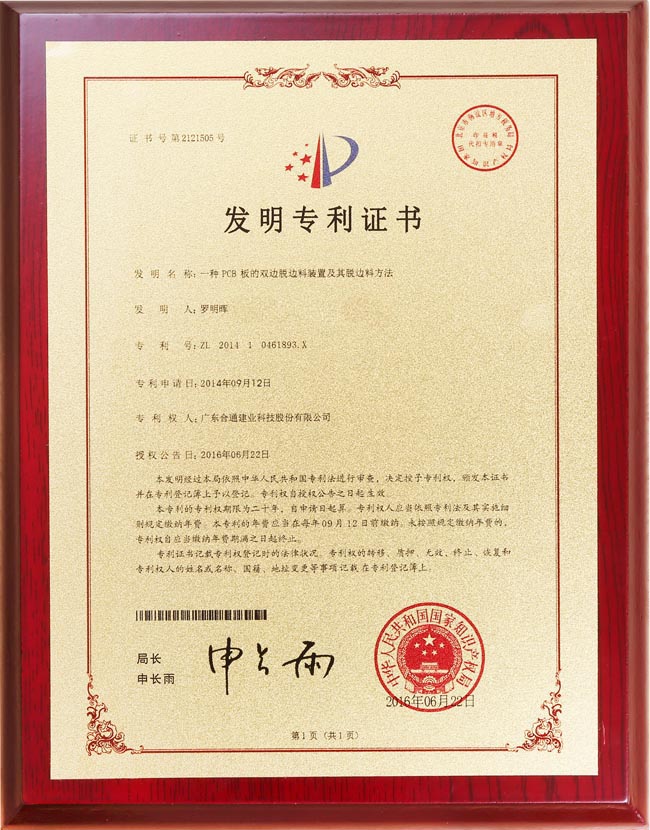 证书号第2121505号
发明专利证书
发明名称:一种PCB板的双边脱边料装置及其脱边料方法
发明人:罗明晖
专利号:ZL 2014 1 0461893.X
专利申请日:2014年09月12日
专利权人:广东合通建业科技股份有限公司
授权公告日:2016年06月22日
本发明经过本局依照中华人民共和国专利法进行审查,决定授予专利权,颁发本证书
并在专利登记簿上予以登记。专利权自授权公告之日起生效。
本专利的专利权期限为二十年,自申请日起算。专利权人应当依照专利法及其实施细
则规定缴纳年费。本专利的年费应当在每年09月12日前缴纳。未按照规定缴纳年费的,
专利权自应当缴纳年费期满之日起终止。
专利证书记载专利权登记时的法律状况。专利权的转移、质押、无效、终止、恢复和
专利权人的姓名或名称、国籍、地址变更等事项记载在专利登记簿上。
局长
申长雨
申长雨
中华人民共和国国家知识产权局
2016年06月22日
第1页(共1页)